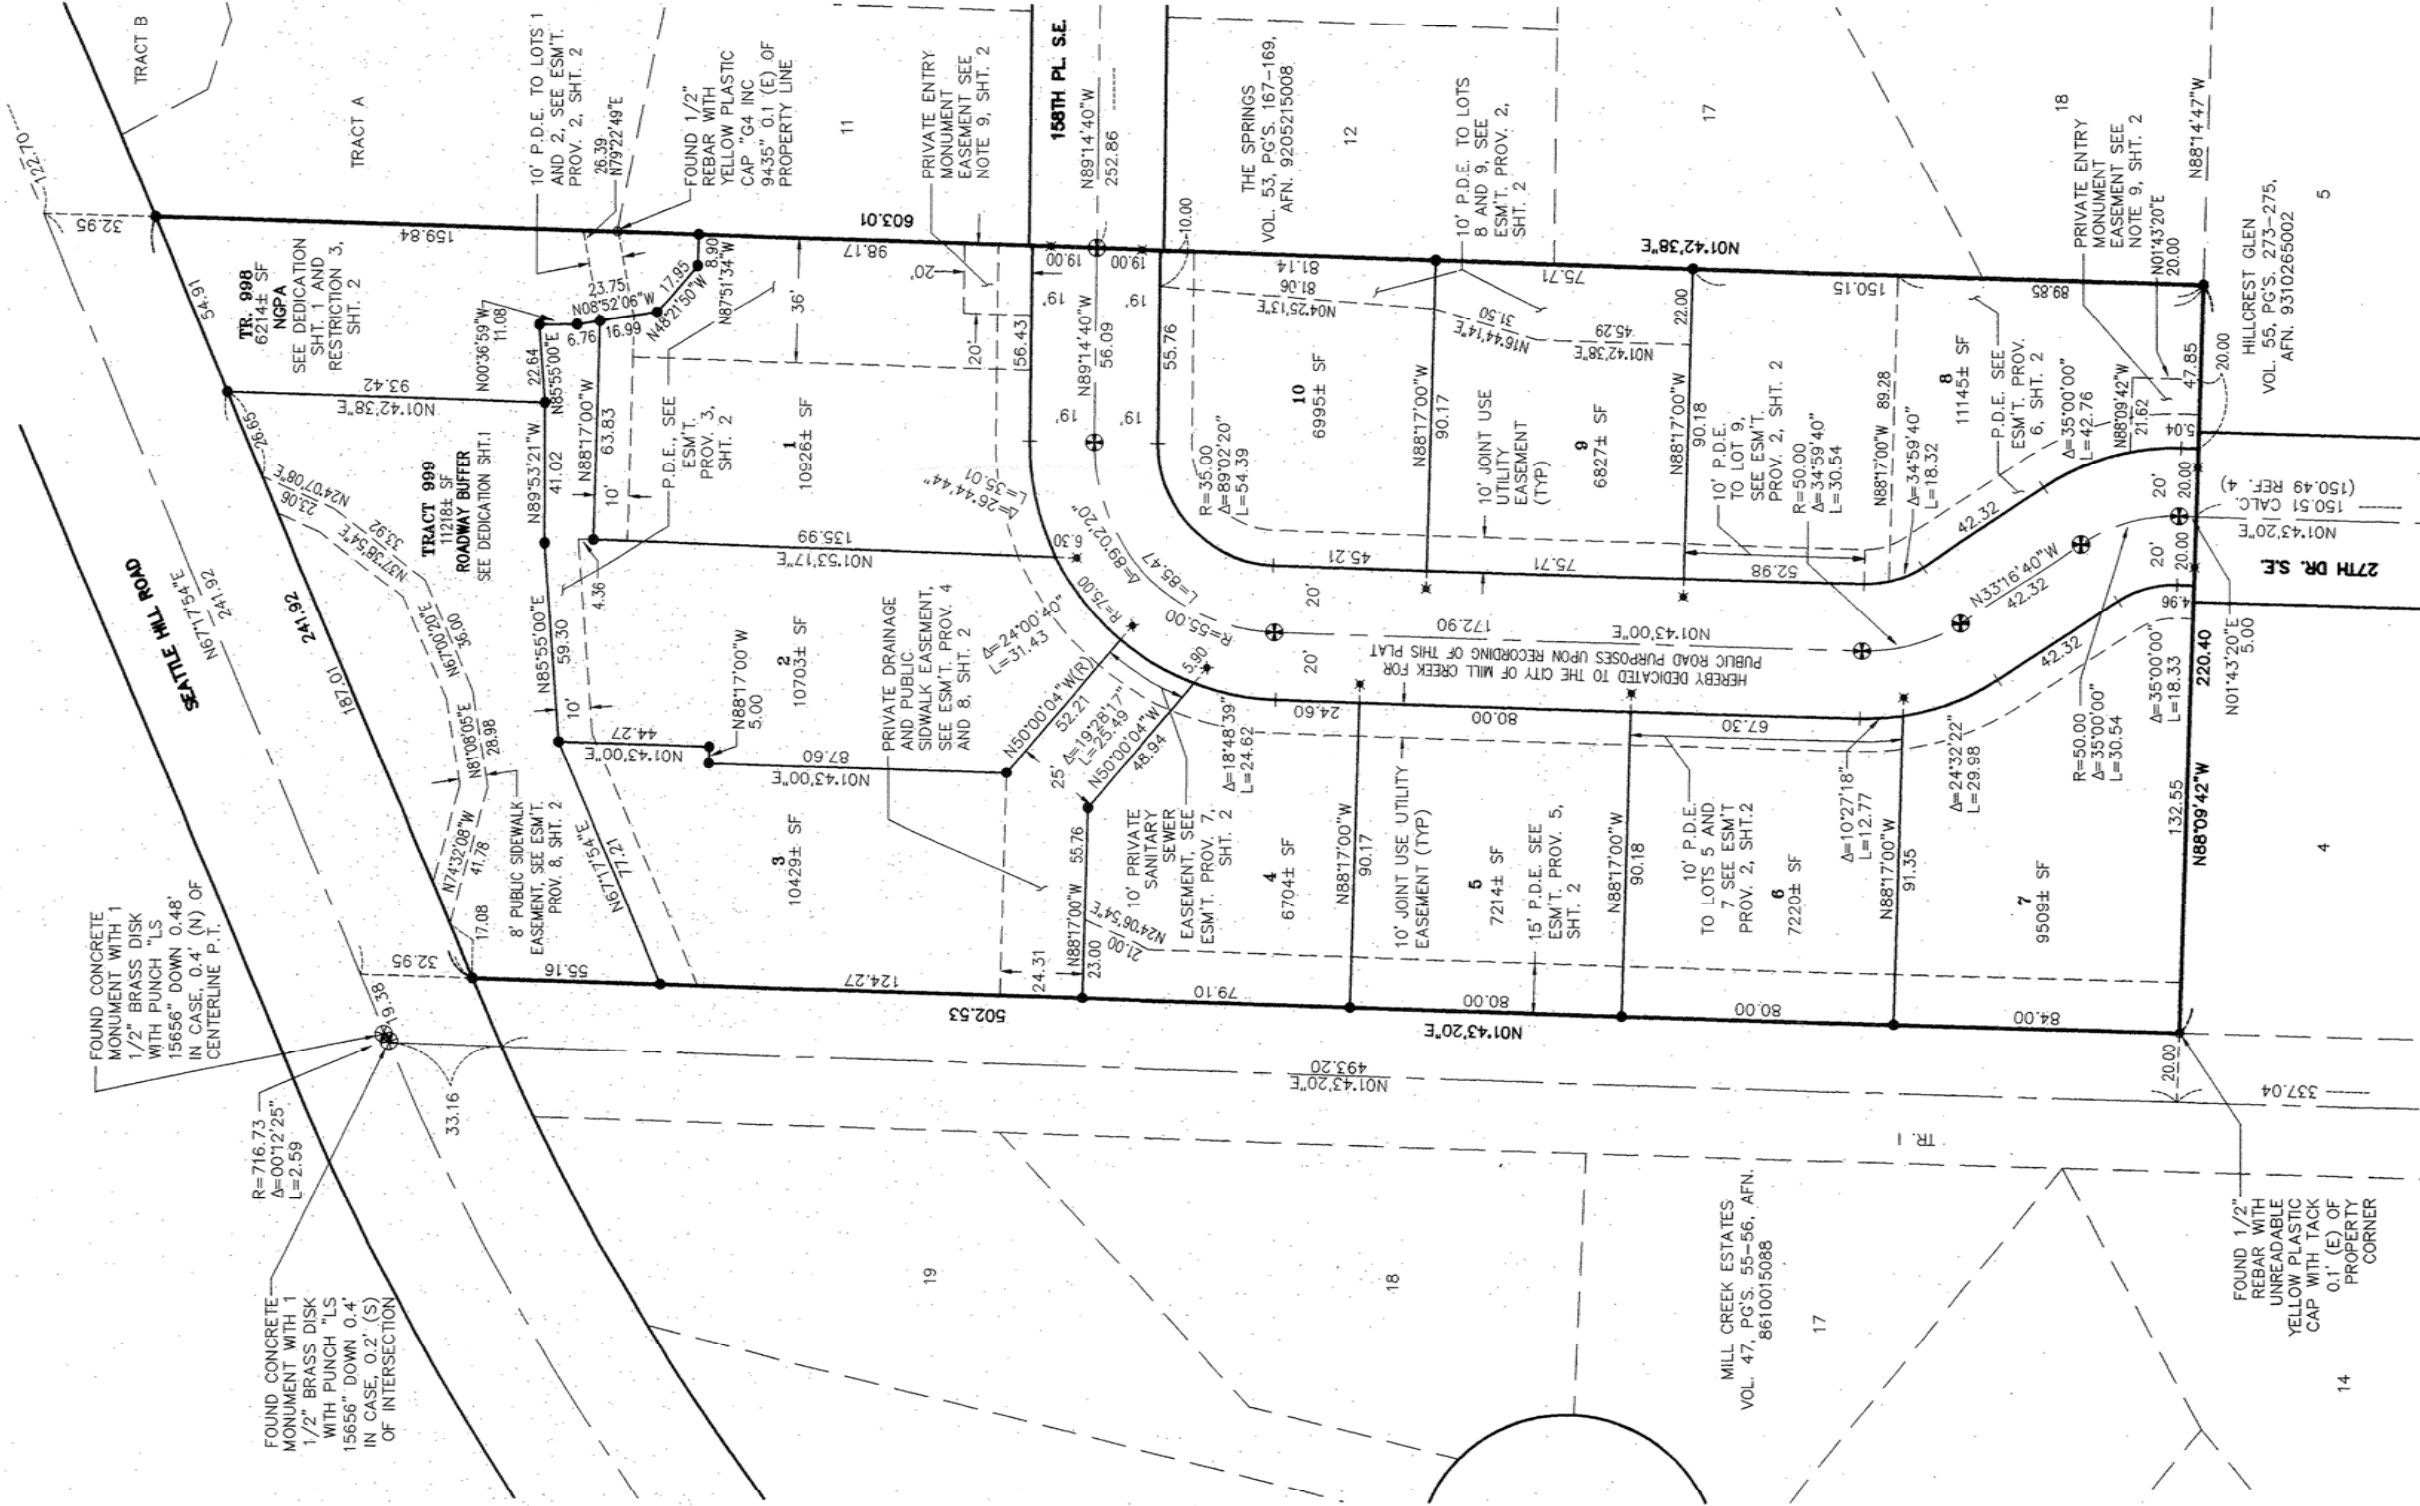 TRACT B
TRACT A
122.70
32.95
54.91
TR. 998
6214± SF
NGPA
SEE DEDICATION
SHT. 1 AND
RESTRICTION 3,
SHT. 2
159.84
603.01
10' P.D.E. TO LOTS 1
AND 2, SEE ESM'T.
PROV. 2, SHT. 2
26.39
N79°22'49"E
FOUND 1/2"
REBAR WITH
YELLOW PLASTIC
CAP "G4 INC
9435" 0.1 (E) OF
PROPERTY LINE
11
PRIVATE ENTRY
MONUMENT
EASEMENT SEE
NOTE 9, SHT. 2
158TH PL. S.E.
N89°14'40"W
252.86
THE SPRINGS
VOL. 53, PG'S. 167-169,
AFN. 9205215008
12
10' P.D.E. TO LOTS
8 AND 9, SEE
ESM'T. PROV. 2,
SHT. 2
17
18
PRIVATE ENTRY
MONUMENT
EASEMENT SEE
NOTE 9, SHT. 2
N01°43'20"E
20.00
N88°14'47"W
HILLCREST GLEN
VOL. 55, PG'S. 273-275,
AFN. 9310265002
5
SEATTLE HILL ROAD
N67°17'54"E
241.92
241.92
187.01
26.65
93.42
N01°42'38"E
N24°07'08"E
23.06
N37°38'54"E
33.92
N67°00'20"E
36.00
N81°08'05"E
28.98
N74°32'08"W
41.78
17.08
TRACT 999
11218± SF
ROADWAY BUFFER
SEE DEDICATION SHT.1
8' PUBLIC SIDEWALK
EASEMENT, SEE ESM'T.
PROV. 8, SHT. 2
N00°36'59"W
11.08
22.64
N85°55'00"E
6.76
N08°52'06"W
23.75
16.99
17.95
N48°21'50"W
8.90
N87°51'34"W
N89°53'21"W
41.02
N88°17'00"W
63.83
10'
P.D.E., SEE
ESM'T.
PROV. 3,
SHT. 2
36'
98.17
20'
20'
56.43
1
10926± SF
135.99
N01°53'17"E
4.36
6.30
Δ=26°44'44"
L=35.01
N85°55'00"E
59.30
10'
44.27
N01°43'00"E
N88°17'00"W
5.00
87.60
N01°43'00"E
2
10703± SF
Δ=24°00'40"
L=31.43
N67°17'54"E
77.21
3
10429± SF
PRIVATE DRAINAGE
AND PUBLIC
SIDWALK EASEMENT,
SEE ESM'T. PROV. 4
AND 8, SHT. 2
N50°00'04"W(R)
52.21
Δ=19°28'17"
L=25.49
25'
N50°00'04"W
48.94
5.90
N88°17'00"W
55.76
23.00
24.31
N24°06'54"E
21.00
10' PRIVATE
SANITARY
SEWER
EASEMENT, SEE
ESM'T. PROV. 7,
SHT. 2
Δ=18°48'39"
L=24.62
24.60
4
6704± SF
N88°17'00"W
90.17
10' JOINT USE UTILITY
EASEMENT (TYP)
80.00
5
7214± SF
15' P.D.E. SEE
ESM'T. PROV. 5,
SHT. 2
N88°17'00"W
90.18
10' P.D.E.
TO LOTS 5 AND
7 SEE ESM'T
PROV. 2, SHT.2
67.30
6
7220± SF
Δ=10°27'18"
L=12.77
N88°17'00"W
91.35
7
9509± SF
Δ=24°32'22"
L=29.98
42.32
R=50.00
Δ=35°00'00"
L=30.54
Δ=35°00'00"
L=18.33
4.96
N01°43'20"E
5.00
220.40
132.55
N88°09'42"W
4
19.00
19.00
19'
19'
19'
19'
N89°14'40"W
56.09
55.76
10.00
81.14
81.06
N04°25'13"E
R=35.00
Δ=89°02'20"
L=54.39
10
6995± SF
N88°17'00"W
90.17
31.50
N16°44'14"E
75.71
N01°42'38"E
45.29
N01°42'38"E
22.00
45.21
10' JOINT USE
UTILITY
EASEMENT
(TYP)
9
6827± SF
75.71
N88°17'00"W
90.18
10' P.D.E.
TO LOT 9,
SEE ESM'T.
PROV. 2, SHT. 2
52.98
R=50.00
Δ=34°59'40"
L=30.54
N88°17'00"W 89.28
Δ=34°59'40"
L=18.32
150.15
89.85
8
11145± SF
P.D.E. SEE
ESM'T. PROV.
6, SHT. 2
Δ=35°00'00"
L=42.76
N88°09'42"W
21.62
42.32
5.04
47.85
20.00
20'
20'
20.00
20.00
Δ=89°02'20"
R=75.00
L=85.47
R=55.00
20'
20'
172.90
N01°43'00"E
HEREBY DEDICATED TO THE CITY OF MILL CREEK FOR
PUBLIC ROAD PURPOSES UPON RECORDING OF THIS PLAT
N33°16'40"W
42.32
150.51 CALC.
(150.49 REF. 4)
N01°43'20"E
27TH DR. S.E.
FOUND CONCRETE
MONUMENT WITH 1
1/2" BRASS DISK
WITH PUNCH "LS
15656" DOWN 0.48'
IN CASE, 0.4' (N) OF
CENTERLINE P.T.
R=716.73
Δ=00°12'25"
L=2.59
33.16
19.38
32.95
55.16
FOUND CONCRETE
MONUMENT WITH 1
1/2" BRASS DISK
WITH PUNCH "LS
15656" DOWN 0.4'
IN CASE, 0.2' (S)
OF INTERSECTION
124.27
502.53
79.10
80.00
N01°43'20"E
80.00
84.00
493.20
N01°43'20"E
20.00
337.04
TR. 1
19
18
MILL CREEK ESTATES
VOL. 47, PG'S. 55-56, AFN.
8610015088
17
14
FOUND 1/2"
REBAR WITH
UNREADABLE
YELLOW PLASTIC
CAP WITH TACK
0.1' (E) OF
PROPERTY
CORNER